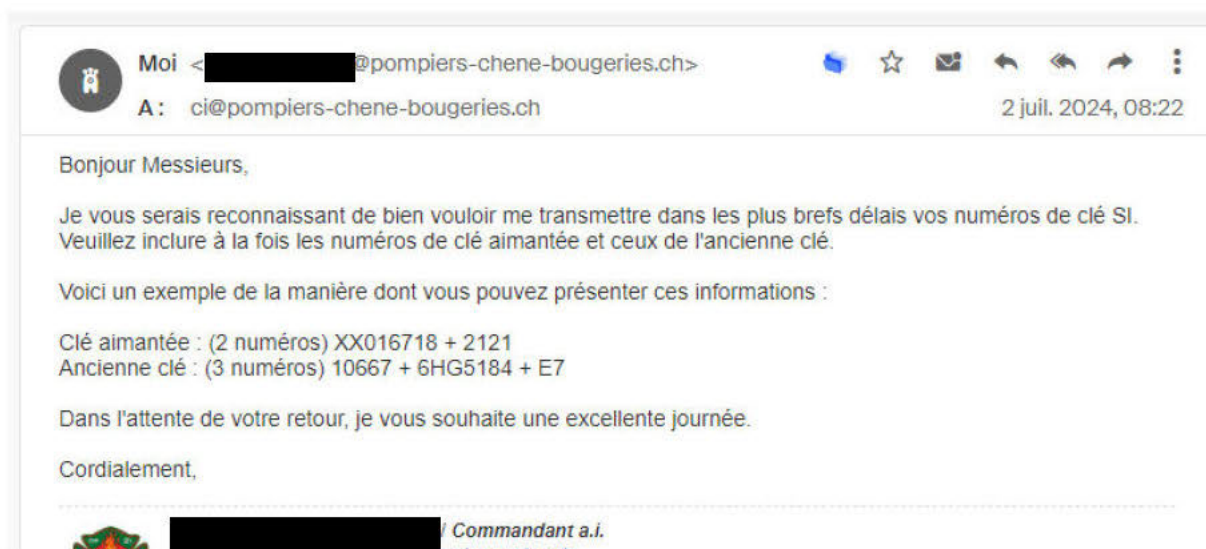 Moi < @pompiers-chene-bougeries.ch>
A : ci@pompiers-chene-bougeries.ch 2 juil. 2024, 08:22
Bonjour Messieurs,
Je vous serais reconnaissant de bien vouloir me transmettre dans les plus brefs délais vos numéros de clé SI.
Veuillez inclure à la fois les numéros de clé aimantée et ceux de l'ancienne clé.
Voici un exemple de la manière dont vous pouvez présenter ces informations :
Clé aimantée : (2 numéros) XX016718 + 2121
Ancienne clé : (3 numéros) 10667 + 6HG5184 + E7
Dans l'attente de votre retour, je vous souhaite une excellente journée.
Cordialement,
/ Commandant a.i.